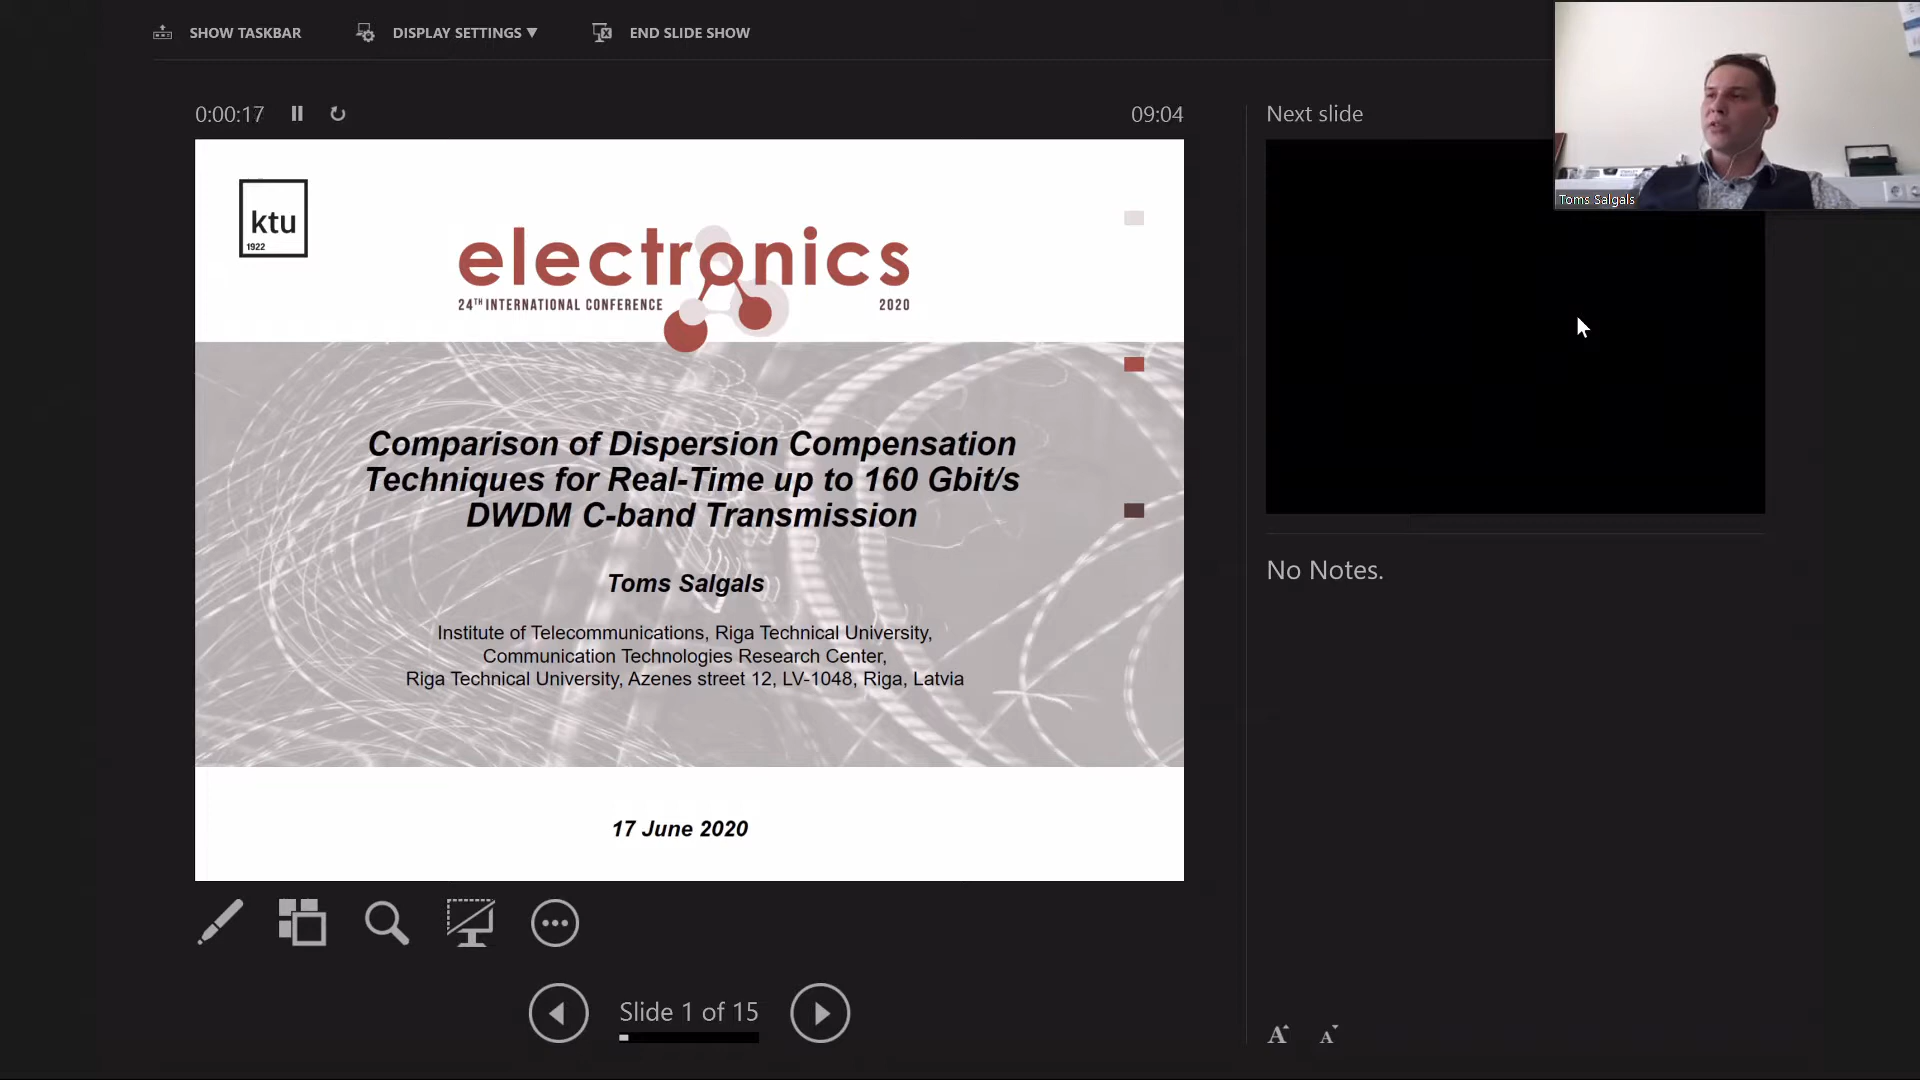 SHOW TASKBAR
DISPLAY SETTINGS ▼
END SLIDE SHOW
0:00:17
09:04
Next slide
Toms Salgals
ktu
1922
electronics
24TH INTERNATIONAL CONFERENCE
2020
Comparison of Dispersion Compensation
Techniques for Real-Time up to 160 Gbit/s
DWDM C-band Transmission
Toms Salgals
Institute of Telecommunications, Riga Technical University,
Communication Technologies Research Center,
Riga Technical University, Azenes street 12, LV-1048, Riga, Latvia
17 June 2020
No Notes.
Slide 1 of 15
A
A